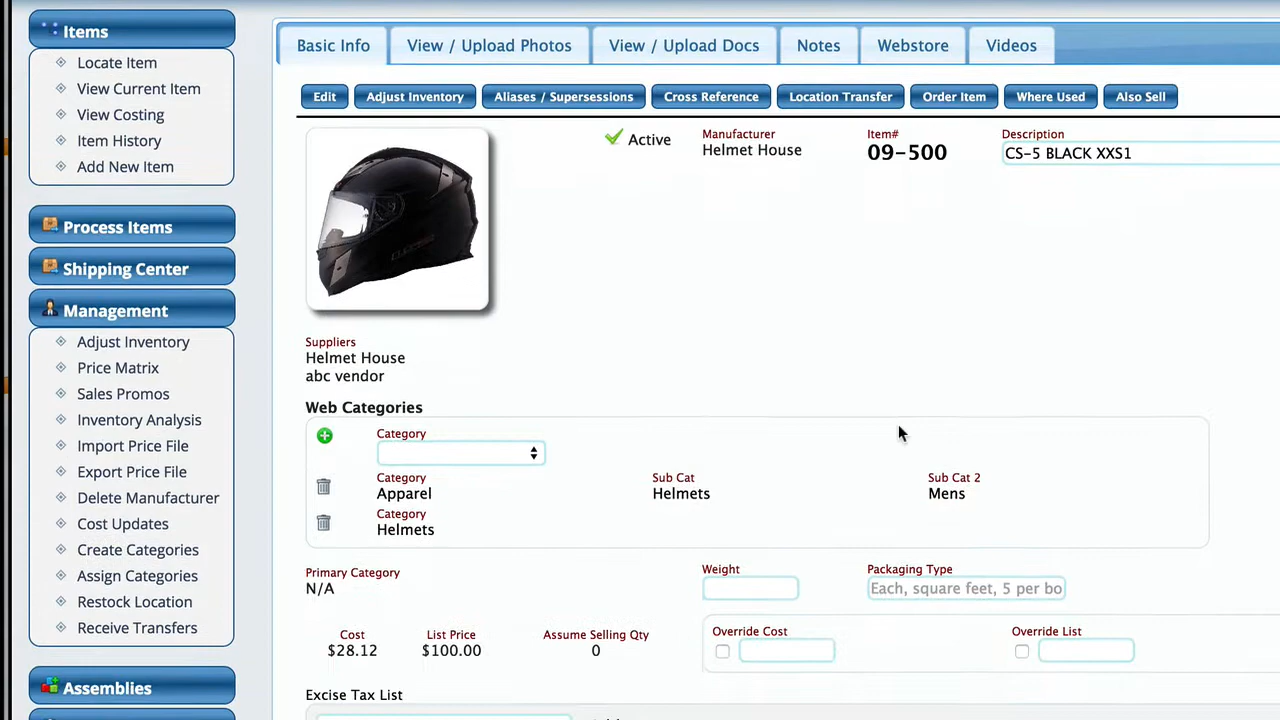 Items
Locate Item
View Current Item
View Costing
Item History
Add New Item
Process Items
Shipping Center
Management
Adjust Inventory
Price Matrix
Sales Promos
Inventory Analysis
Import Price File
Export Price File
Delete Manufacturer
Cost Updates
Create Categories
Assign Categories
Restock Location
Receive Transfers
Assemblies
Basic Info View / Upload Photos View / Upload Docs Notes Webstore Videos
Edit Adjust Inventory Aliases / Supersessions Cross Reference Location Transfer Order Item Where Used Also Sell
Active
Manufacturer
Helmet House
Item#
09-500
Description
CS-5 BLACK XXS1
Suppliers
Helmet House
abc vendor
Web Categories
Category
Category Sub Cat Sub Cat 2
Apparel Helmets Mens
Category
Helmets
Primary Category
N/A
Weight
Packaging Type
Each, square feet, 5 per bo
Cost List Price Assume Selling Qty
$28.12 $100.00 0
Override Cost Override List
Excise Tax List